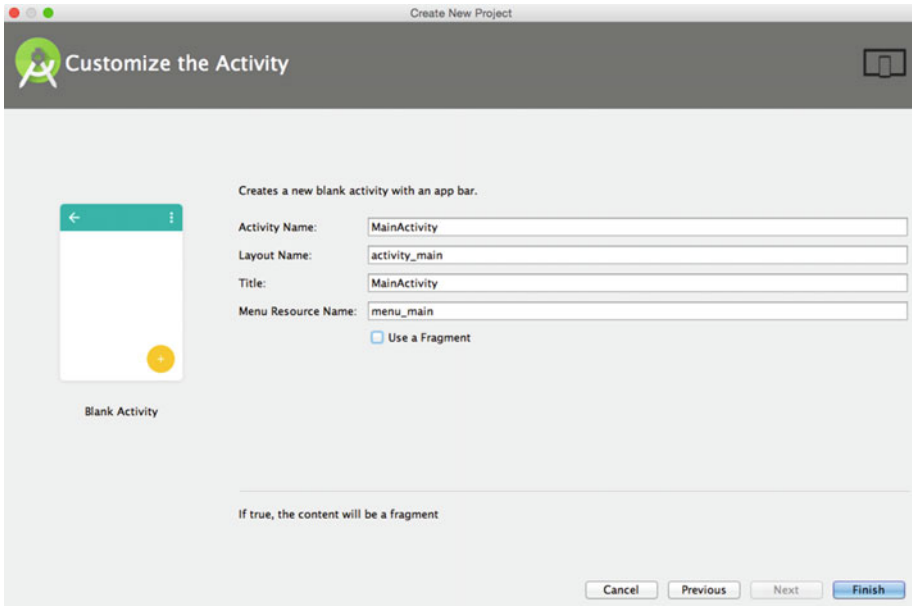 Create New Project
Customize the Activity
Creates a new blank activity with an app bar.
Activity Name: MainActivity
Layout Name: activity_main
Title: MainActivity
Menu Resource Name: menu_main
Use a Fragment
Blank Activity
If true, the content will be a fragment
Cancel Previous Next Finish